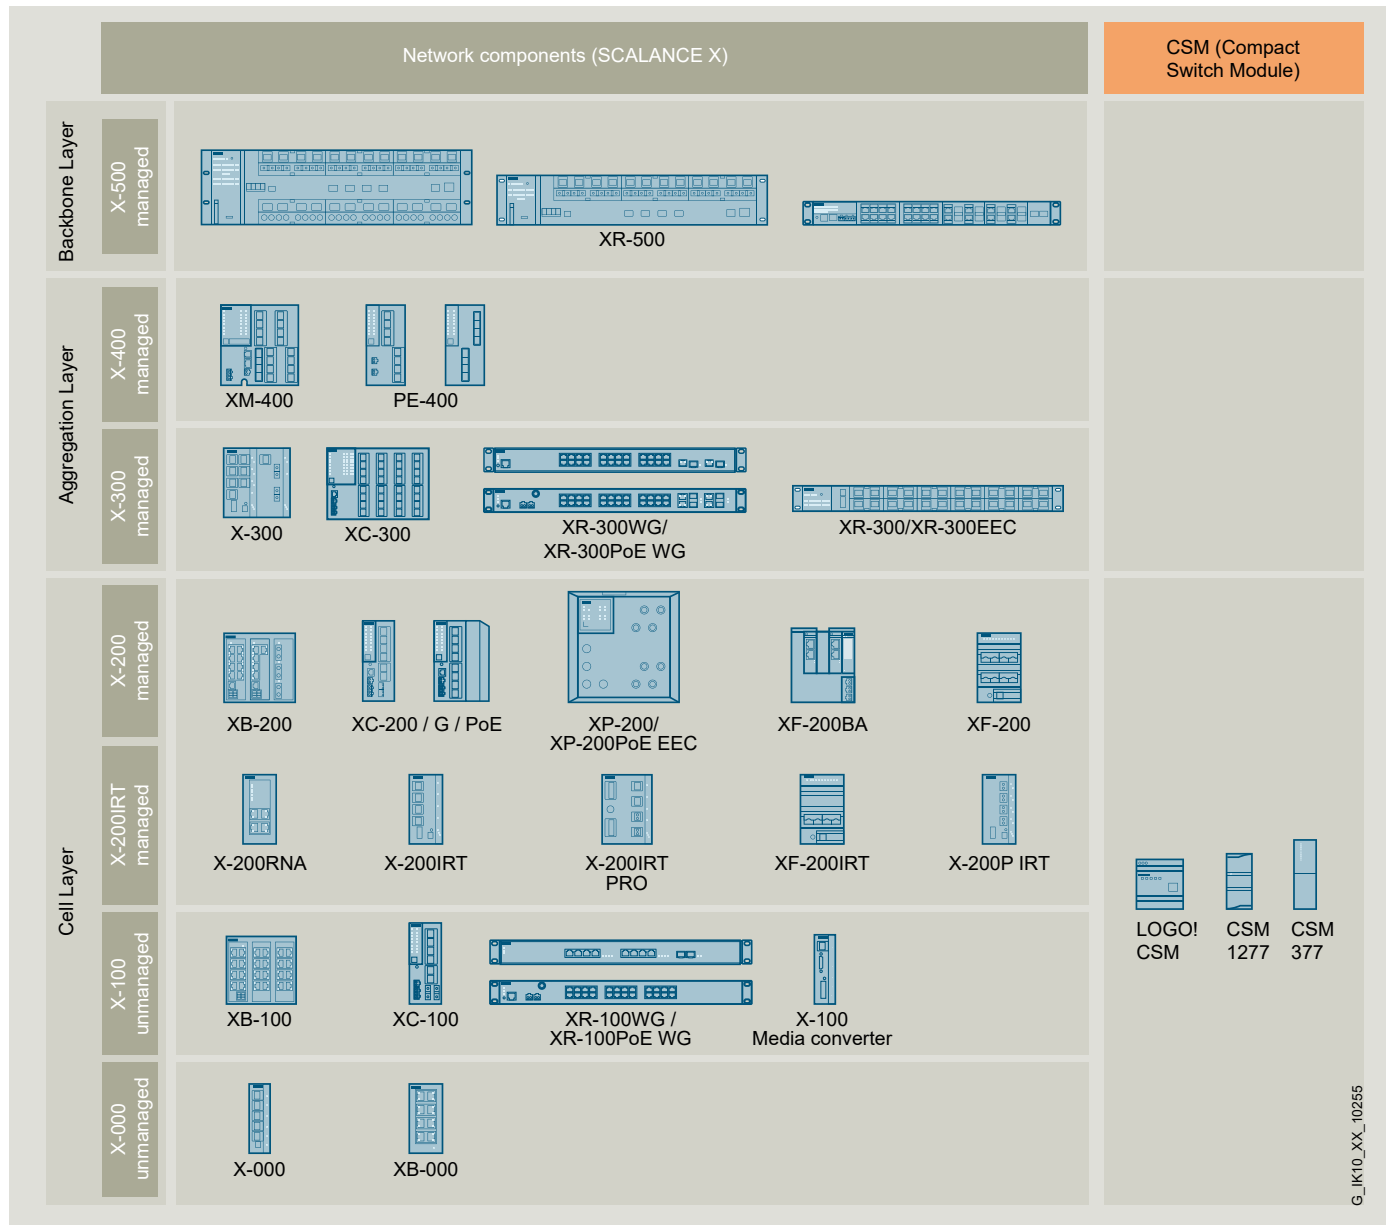 Network components (SCALANCE X)
CSM (Compact
Switch Module)
Backbone Layer
X-500
managed
XR-500
Aggregation Layer
X-400
managed
XM-400
PE-400
X-300
managed
X-300
XC-300
XR-300WG/
XR-300PoE WG
XR-300/XR-300EEC
Cell Layer
X-200
managed
XB-200
XC-200 / G / PoE
XP-200/
XP-200PoE EEC
XF-200BA
XF-200
X-200IRT
managed
X-200RNA
X-200IRT
X-200IRT
PRO
XF-200IRT
X-200P IRT
X-100
unmanaged
XB-100
XC-100
XR-100WG /
XR-100PoE WG
X-100
Media converter
X-000
unmanaged
X-000
XB-000
LOGO!
CSM
CSM
1277
CSM
377
G_IK10_XX_10255